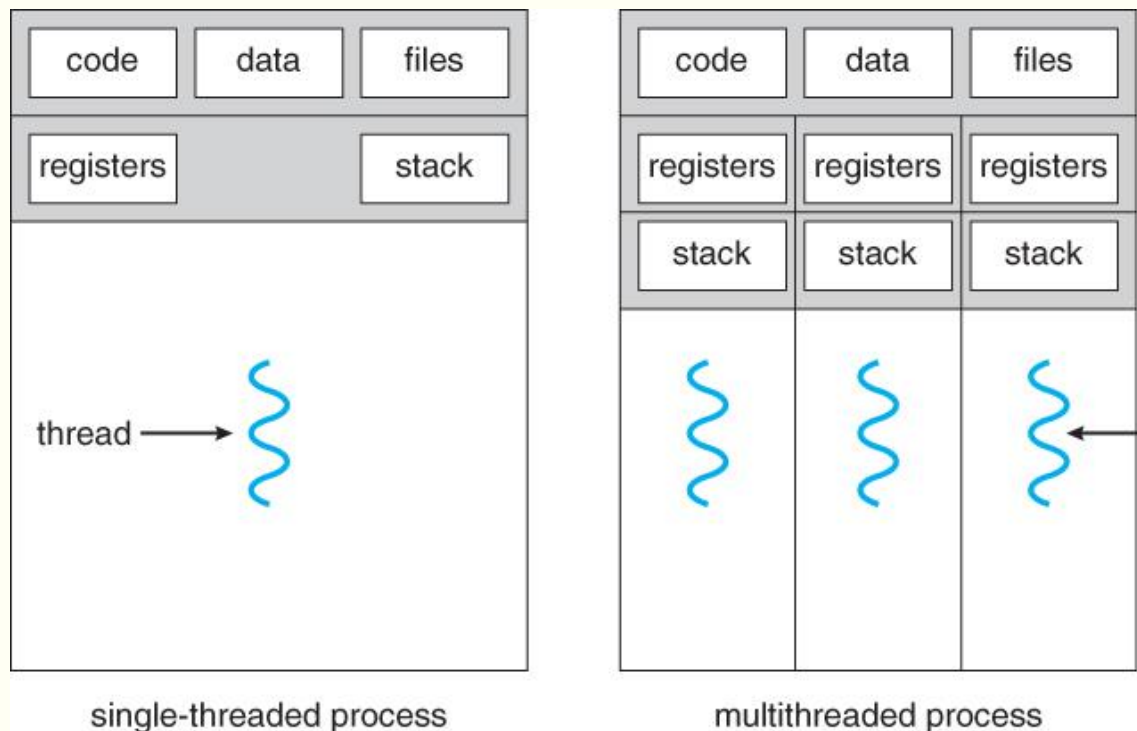 code data files
registers stack
thread
single-threaded process
code data files
registers registers registers
stack stack stack
multithreaded process